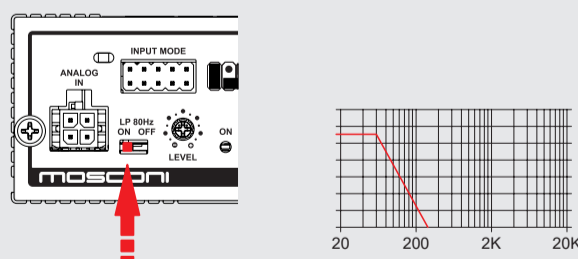 INPUT MODE
ANALOG
IN
LP 80Hz
ON OFF
ON
LEVEL
mosconi
20 200 2K 20K